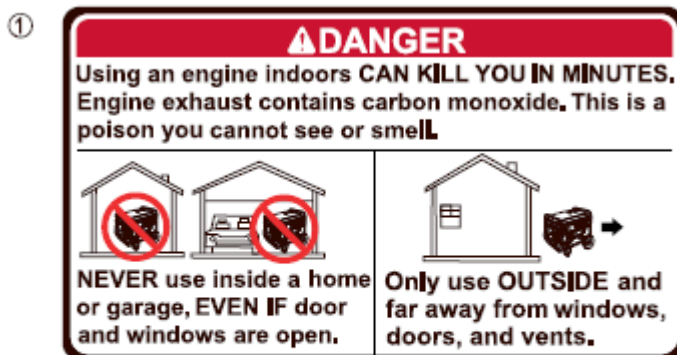 ①
⚠DANGER
Using an engine indoors CAN KILL YOU IN MINUTES.
Engine exhaust contains carbon monoxide. This is a
poison you cannot see or smell.
NEVER use inside a home
or garage, EVEN IF door
and windows are open.
Only use OUTSIDE and
far away from windows,
doors, and vents.